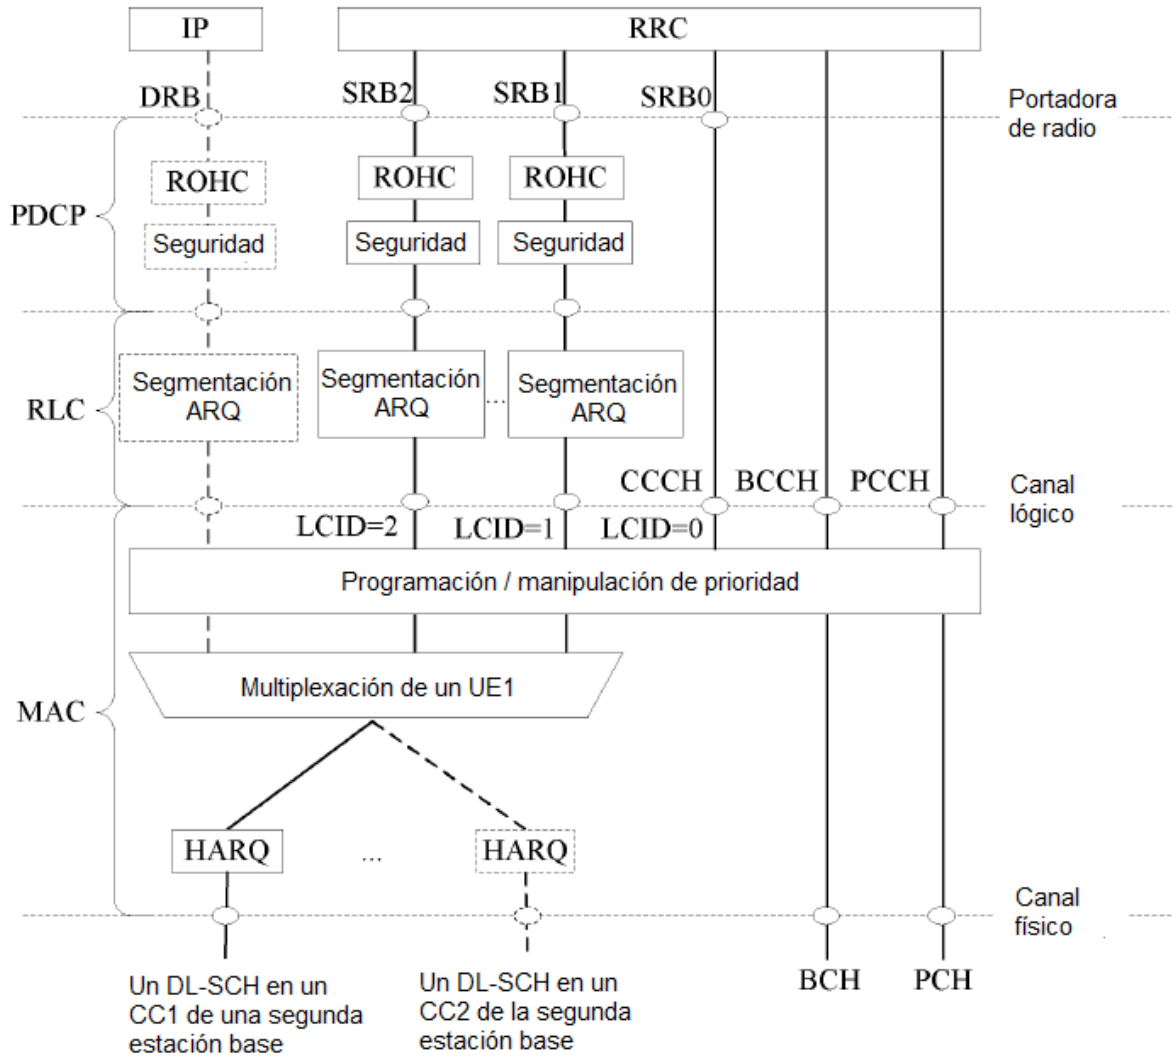 IP
RRC
DRB
SRB2
SRB1
SRB0
Portadora
de radio
PDCP
ROHC
ROHC
ROHC
Seguridad
Seguridad
Seguridad
RLC
Segmentación
ARQ
Segmentación
ARQ
...
Segmentación
ARQ
CCCH
BCCH
PCCH
Canal
lógico
LCID=2
LCID=1
LCID=0
Programación / manipulación de prioridad
MAC
Multiplexación de un UE1
HARQ
...
HARQ
Canal
físico
Un DL-SCH en un
CC1 de una segunda
estación base
Un DL-SCH en un
CC2 de la segunda
estación base
BCH
PCH